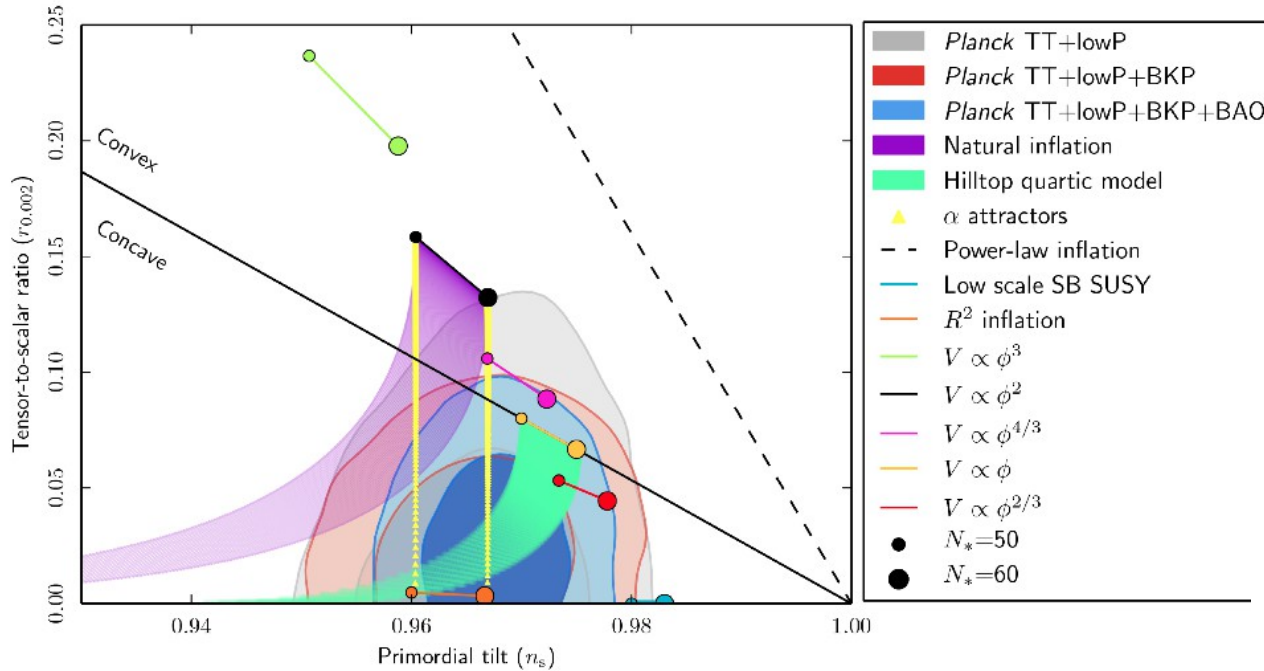 0.25
0.20
0.15
0.10
0.05
0.00
Tensor-to-scalar ratio (r0.002)
Convex
Concave
0.94
0.96
0.98
1.00
Primordial tilt (ns)
Planck TT+lowP
Planck TT+lowP+BKP
Planck TT+lowP+BKP+BAO
Natural inflation
Hilltop quartic model
α attractors
Power-law inflation
Low scale SB SUSY
R² inflation
V ∝ ϕ³
V ∝ ϕ²
V ∝ ϕ^4/3
V ∝ ϕ
V ∝ ϕ^2/3
N*=50
N*=60